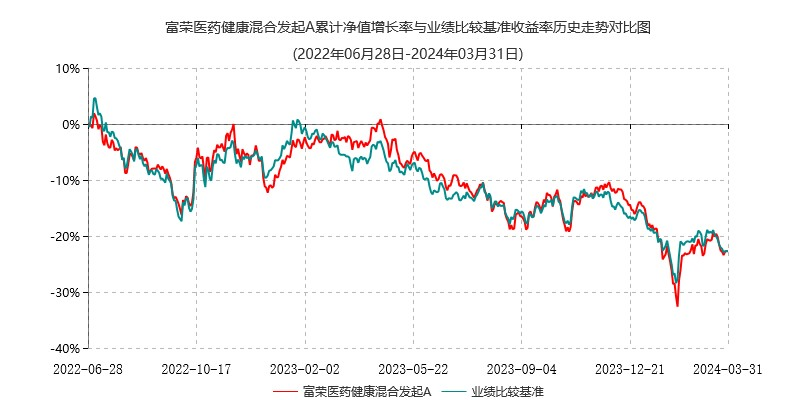 富荣医药健康混合发起A累计净值增长率与业绩比较基准收益率历史走势对比图
(2022年06月28日-2024年03月31日)
10%
0%
-10%
-20%
-30%
-40%
2022-06-28 2022-10-17 2023-02-02 2023-05-22 2023-09-04 2023-12-21 2024-03-31
富荣医药健康混合发起A 业绩比较基准